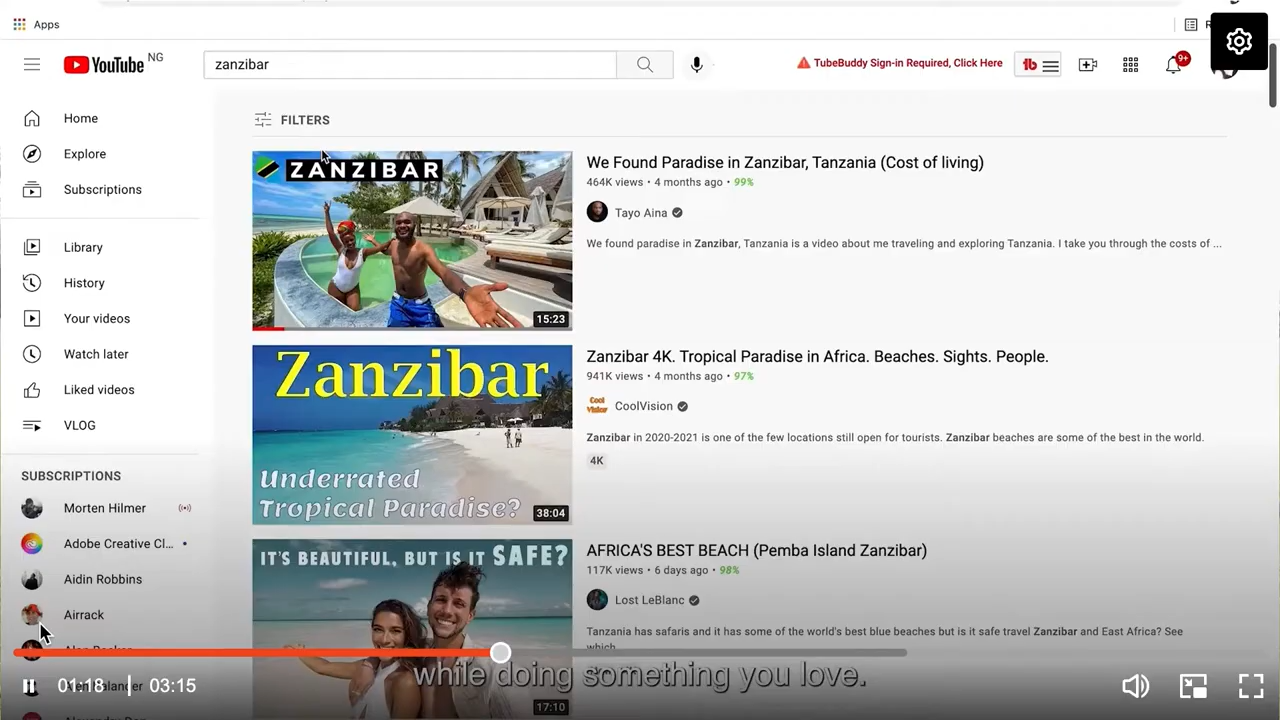 Apps
YouTube NG
zanzibar
TubeBuddy Sign-in Required, Click Here
tb
9+
Home
Explore
Subscriptions
Library
History
Your videos
Watch later
Liked videos
VLOG
SUBSCRIPTIONS
Morten Hilmer
Adobe Creative Cl...
Aidin Robbins
Airrack
FILTERS
ZANZIBAR
15:23
We Found Paradise in Zanzibar, Tanzania (Cost of living)
464K views • 4 months ago • 99%
Tayo Aina
We found paradise in Zanzibar, Tanzania is a video about me traveling and exploring Tanzania. I take you through the costs of ...
Zanzibar
Underrated
Tropical Paradise?
38:04
Zanzibar 4K. Tropical Paradise in Africa. Beaches. Sights. People.
941K views • 4 months ago • 97%
Cool Vision
CoolVision
Zanzibar in 2020-2021 is one of the few locations still open for tourists. Zanzibar beaches are some of the best in the world.
4K
IT'S BEAUTIFUL, BUT IS IT SAFE?
17:10
AFRICA'S BEST BEACH (Pemba Island Zanzibar)
117K views • 6 days ago • 98%
Lost LeBlanc
Tanzania has safaris and it has some of the world's best blue beaches but is it safe travel Zanzibar and East Africa? See
which
while doing something you love.
01:18 | 03:15